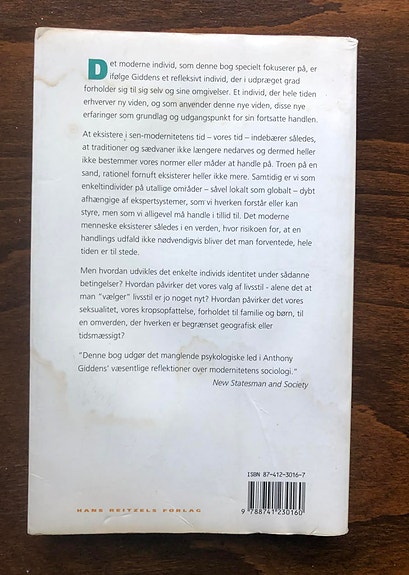 Det moderne individ, som denne bog specielt fokuserer på, er
ifølge Giddens et refleksivt individ, der i udpræget grad
forholder sig til sig selv og sine omgivelser. Et individ, der hele tiden
erhverver ny viden, og som anvender denne nye viden, disse nye
erfaringer som grundlag og udgangspunkt for sin fortsatte handlen.
At eksistere i sen-modernitetens tid – vores tid – indebærer således,
at traditioner og sædvaner ikke længere nedarves og dermed heller
ikke bestemmer vores normer eller måder at handle på. Troen på en
sand, rationel fornuft eksisterer heller ikke mere. Samtidig er vi som
enkeltindivider på utallige områder – såvel lokalt som globalt – dybt
afhængige af ekspertsystemer, som vi hverken forstår eller kan
styre, men som vi alligevel må handle i tillid til. Det moderne
menneske eksisterer således i en verden, hvor risikoen for, at en
handlings udfald ikke nødvendigvis bliver det man forventede, hele
tiden er til stede.
Men hvordan udvikles det enkelte individs identitet under sådanne
betingelser? Hvordan påvirker det vores valg af livsstil - alene det at
man "vælger" livsstil er jo noget nyt? Hvordan påvirker det vores
seksualitet, vores kropsopfattelse, forholdet til familie og børn, til
en omverden, der hverken er begrænset geografisk eller
tidsmæssigt?
"Denne bog udgør det manglende psykologiske led i Anthony
Giddens' væsentlige reflektioner over modernitetens sociologi."
New Statesman and Society
ISBN 87-412-3016-7
HANS REITZELS FORLAG
9 788741 230160